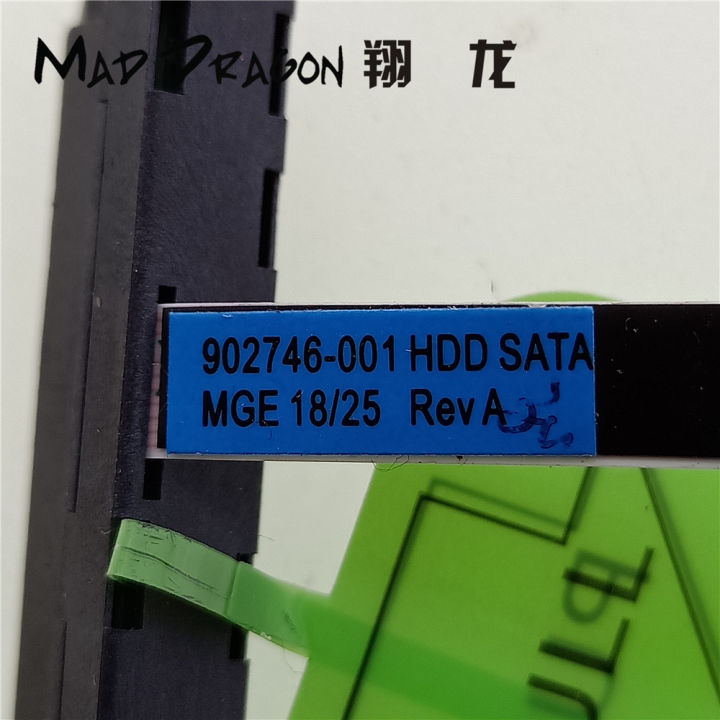 MAD DRAGON 翔 龙
902746-001 HDD SATA
MGE 18/25 Rev A